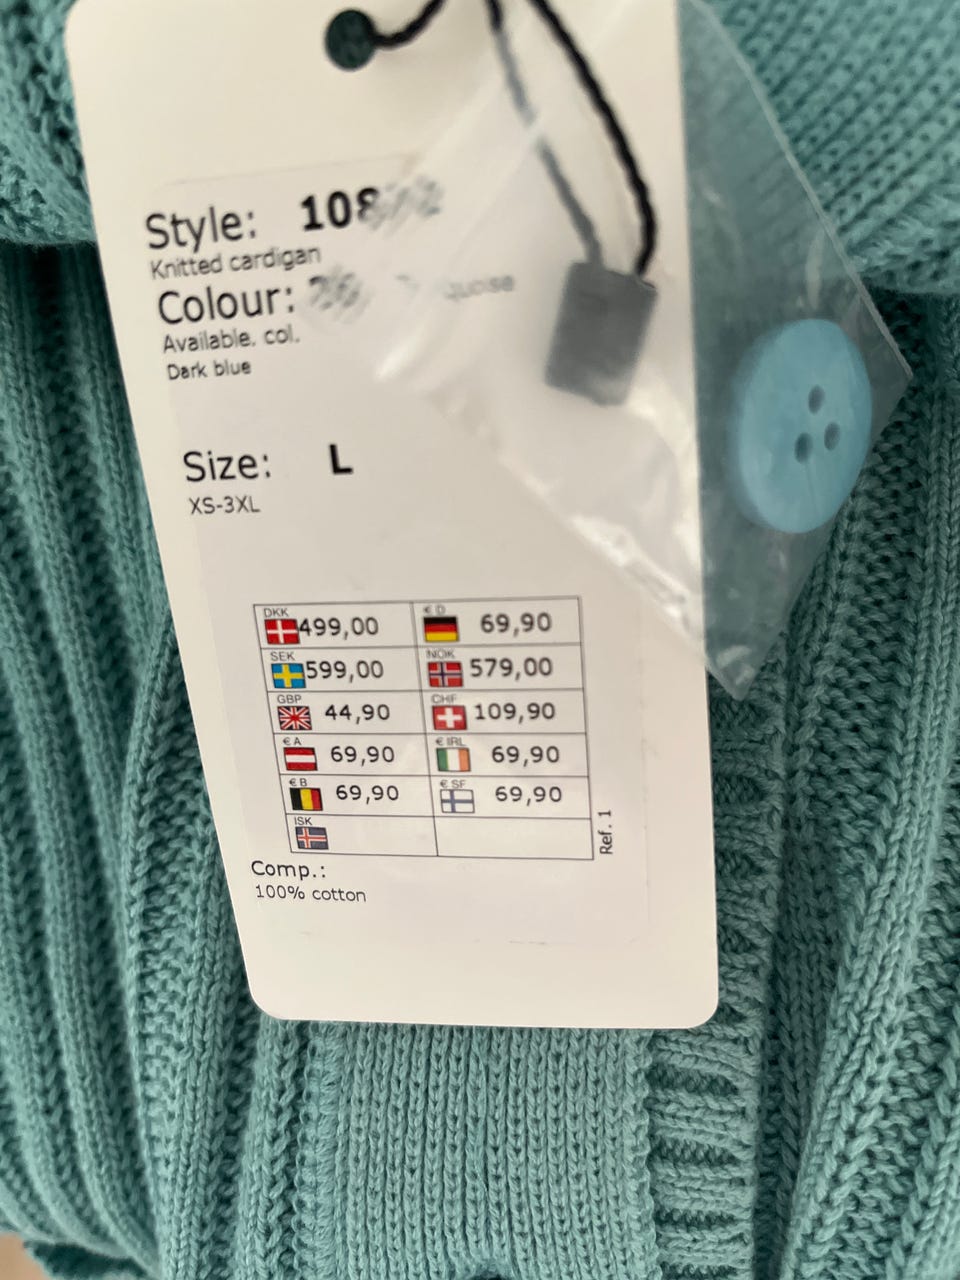 Style:
Knitted cardigan
Colour:
Available. col.
Dark blue
Size: L
XS-3XL
DKK 499,00 € D 69,90
SEK 599,00 NOK 579,00
GBP 44,90 CHF 109,90
€ A 69,90 € IRL 69,90
€ B 69,90 € SF 69,90
ISK
Ref. 1
Comp.:
100% cotton